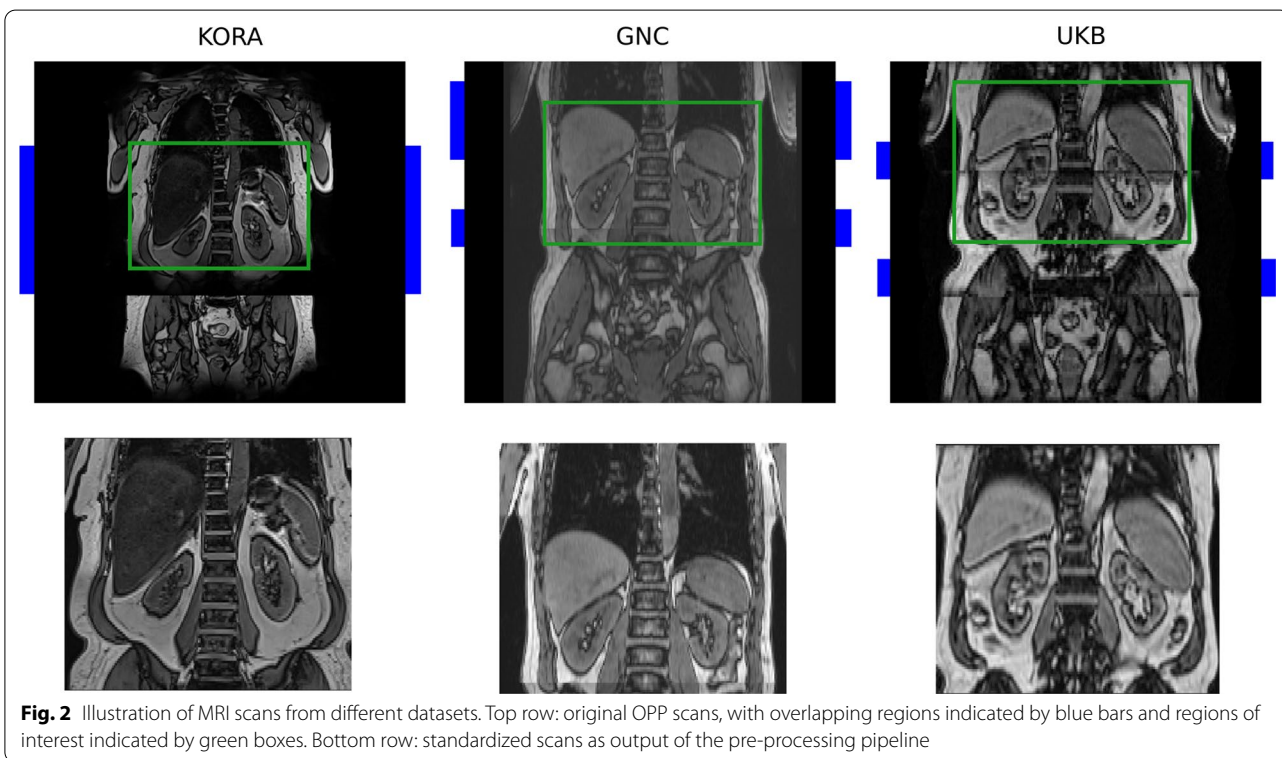 KORA
GNC
UKB
Fig. 2 Illustration of MRI scans from different datasets. Top row: original OPP scans, with overlapping regions indicated by blue bars and regions of
interest indicated by green boxes. Bottom row: standardized scans as output of the pre-processing pipeline